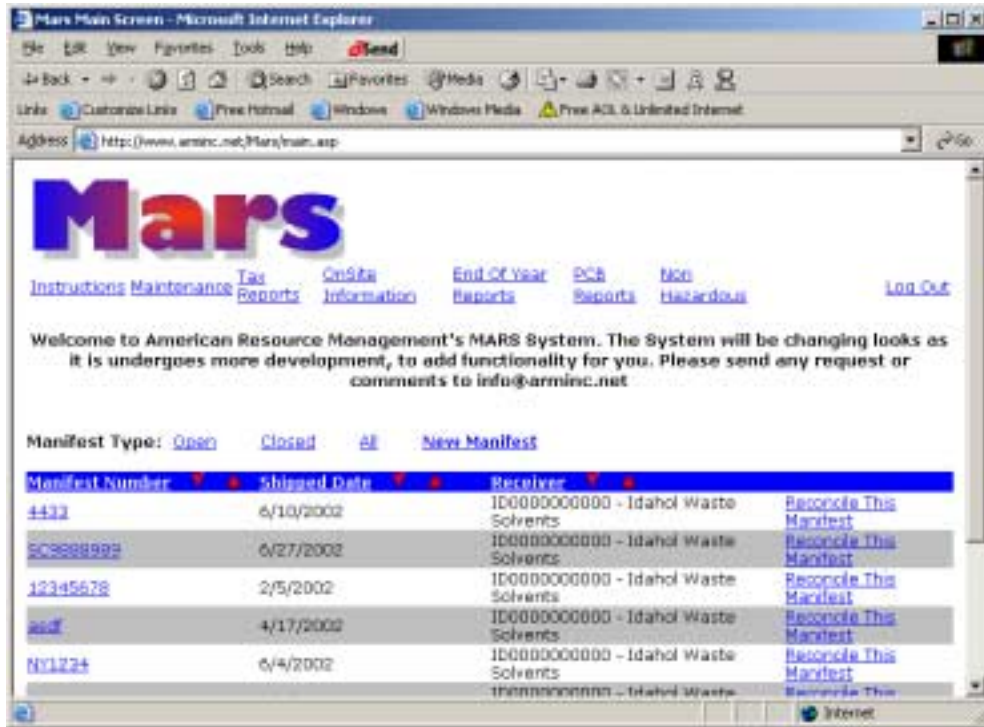 Mars Main Screen - Microsoft Internet Explorer
File Edit View Favorites Tools Help Send
Back Search Favorites Media
Links Customize Links Free Hotmail Windows Windows Media Free AOL & Unlimited Internet
Address http://www.arminc.net/Mars/main.asp Go
Mars
Instructions Maintenance Tax Reports OnSite Information End Of Year Reports PCB Reports Non Hazardous Log Out
Welcome to American Resource Management's MARS System. The System will be changing looks as
it is undergoes more development, to add functionality for you. Please send any request or
comments to info@arminc.net
Manifest Type: Open Closed All New Manifest
Manifest Number Shipped Date Receiver
4433 6/10/2002 ID0000000000 - Idahol Waste Solvents Reconcile This Manifest
SC9888989 6/27/2002 ID0000000000 - Idahol Waste Solvents Reconcile This Manifest
12345678 2/5/2002 ID0000000000 - Idahol Waste Solvents Reconcile This Manifest
asdf 4/17/2002 ID0000000000 - Idahol Waste Solvents Reconcile This Manifest
NY1234 6/4/2002 ID0000000000 - Idahol Waste Solvents Reconcile This Manifest
ID0000000000 - Idahol Waste Reconcile This
Internet